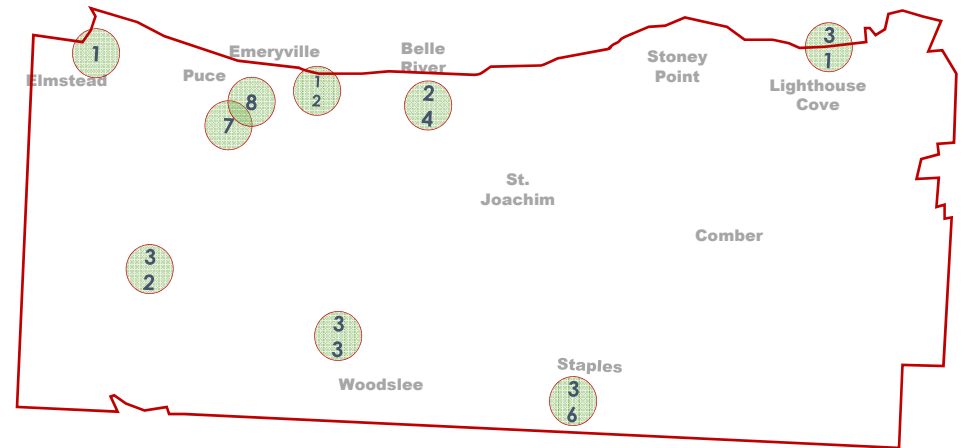 Elmstead
1
Puce
Emeryville
8
7
1
2
Belle
River
2
4
Stoney
Point
3
1
Lighthouse
Cove
St.
Joachim
Comber
3
2
3
3
Woodslee
Staples
3
6